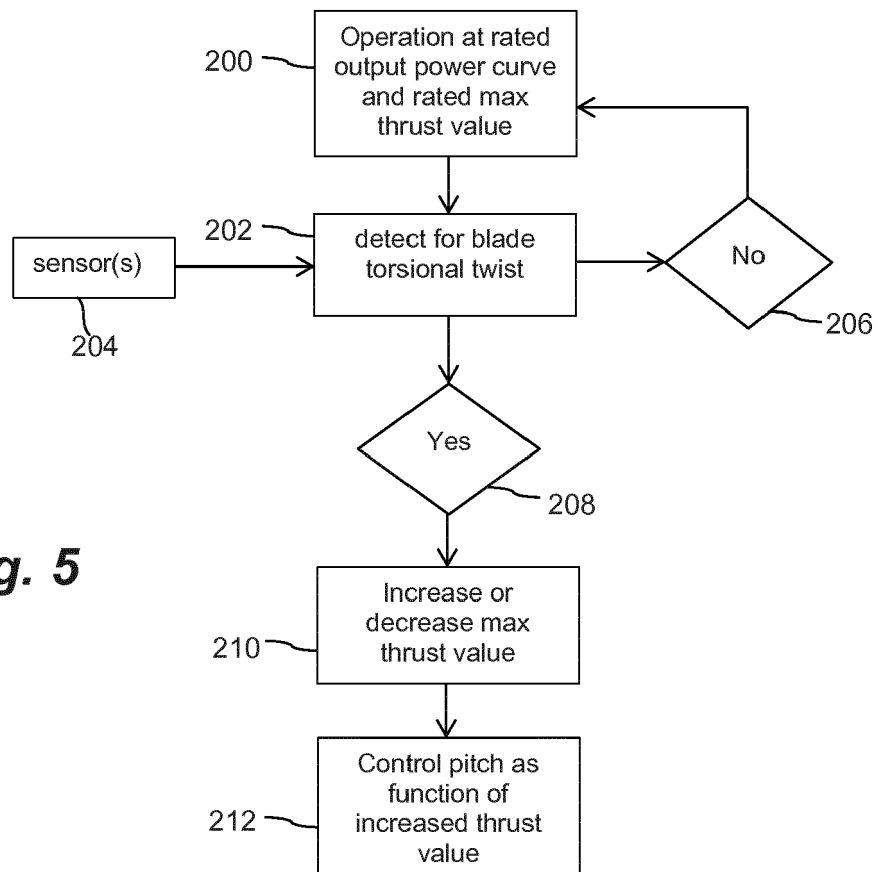 200
Operation at rated
output power curve
and rated max
thrust value
202
detect for blade
torsional twist
sensor(s)
204
No
206
Yes
208
g. 5
210
Increase or
decrease max
thrust value
212
Control pitch as
function of
increased thrust
value